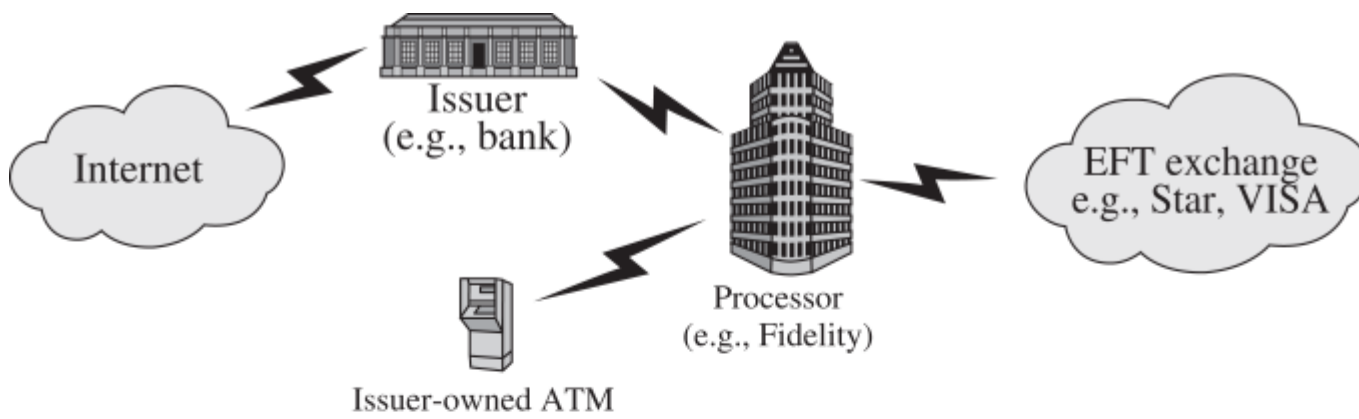 Issuer
(e.g., bank)
Internet
EFT exchange
e.g., Star, VISA
Processor
(e.g., Fidelity)
Issuer-owned ATM